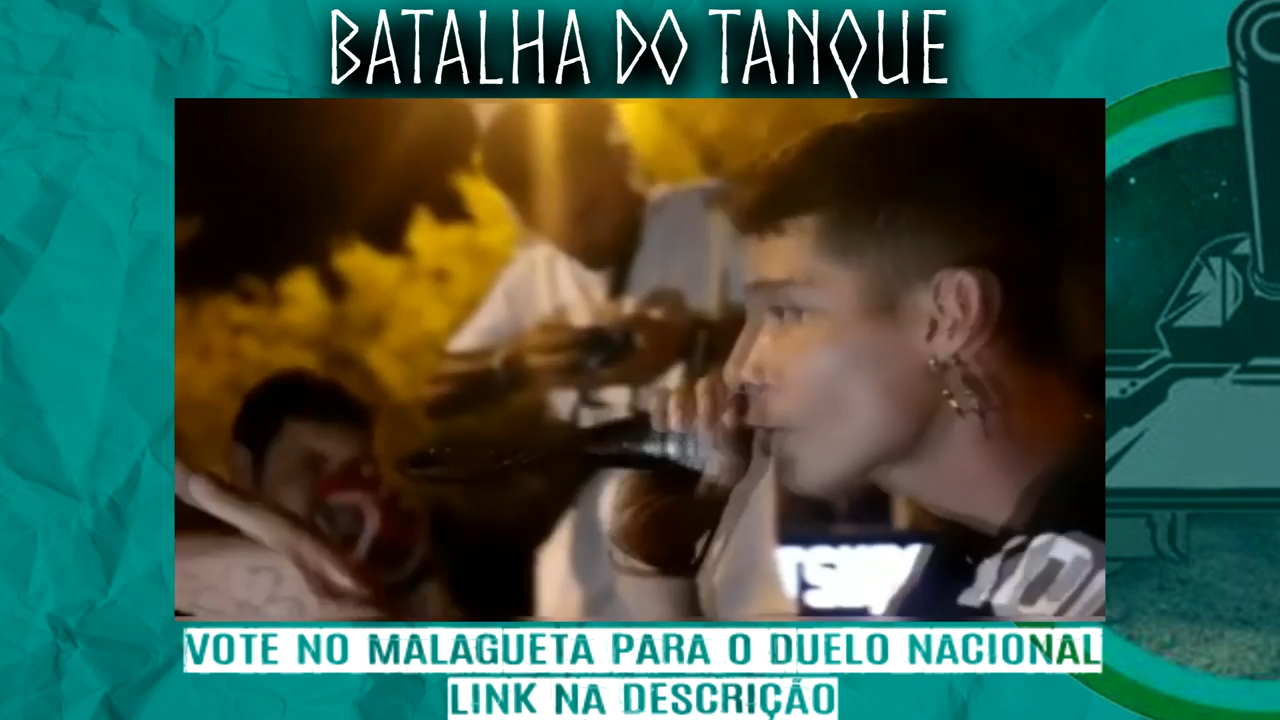 BATALHA DO TANQUE
VOTE NO MALAGUETA PARA O DUELO NACIONAL
LINK NA DESCRIÇÃO